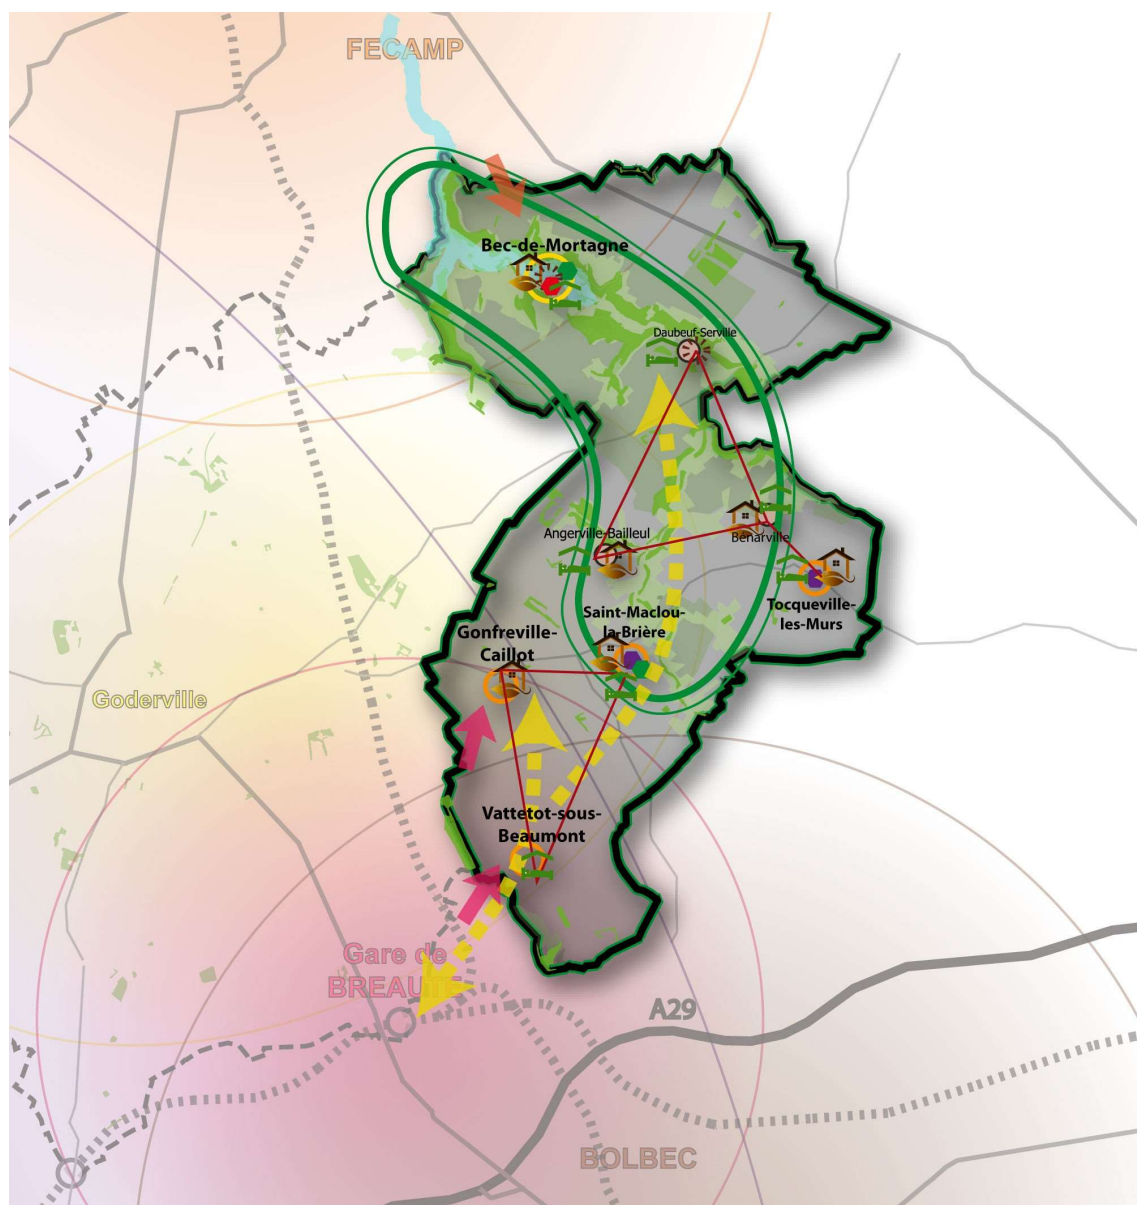 FECAMP
Bec-de-Mortagne
Daubeuf-Serville
Angerville-Bailleul
Bénarville
Tocqueville-
les-Murs
Saint-Maclou-
la-Brière
Gonfreville-
Caillot
Goderville
Vattetot-sous-
Beaumont
Gare de
BREAUTE
A29
BOLBEC